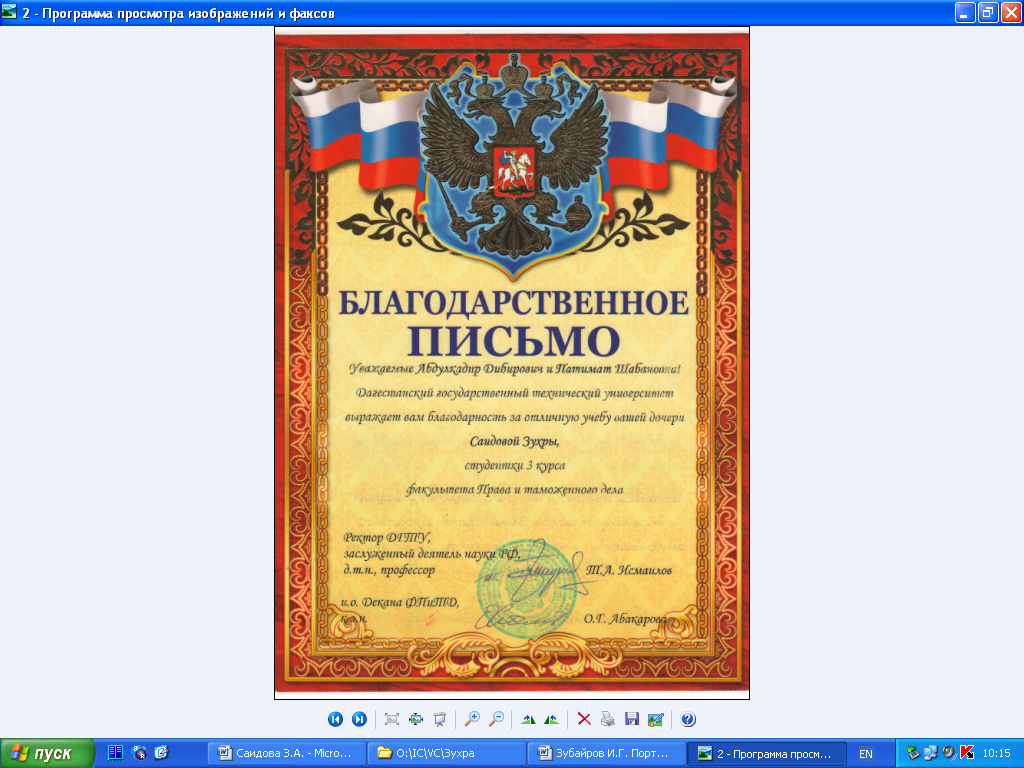 2 - Программа просмотра изображений и факсов
БЛАГОДАРСТВЕННОЕ
ПИСЬМО
Уважаемые Абдулкадир Дибирович и Патимат Шабановна!
Дагестанский государственный технический университет
выражает вам благодарность за отличную учебу вашей дочери
Саидовой Зухры,
студентки 3 курса
факультета Права и таможенного дела
Ректор ДГТУ,
заслуженный деятель науки РФ,
д.т.н., профессор
Т.А. Исмаилов
и.о. Декана ФПиТД,
О.Г. Абакарова
пуск
Саидова З.А. - Micro...
O:\IC\VC\Зухра
Зубайров И.Г. Порт...
2 - Программа просм...
EN
10:15